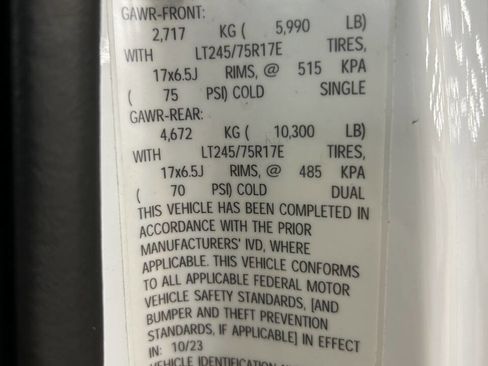 GAWR-FRONT:
2,717 KG ( 5,990 LB)
WITH LT245/75R17E TIRES,
17x6.5J RIMS, @ 515 KPA
( 75 PSI) COLD SINGLE
GAWR-REAR:
4,672 KG ( 10,300 LB)
WITH LT245/75R17E TIRES,
17x6.5J RIMS, @ 485 KPA
( 70 PSI) COLD DUAL
THIS VEHICLE HAS BEEN COMPLETED IN
ACCORDANCE WITH THE PRIOR
MANUFACTURERS' IVD, WHERE
APPLICABLE. THIS VEHICLE CONFORMS
TO ALL APPLICABLE FEDERAL MOTOR
VEHICLE SAFETY STANDARDS, [AND
BUMPER AND THEFT PREVENTION
STANDARDS, IF APPLICABLE] IN EFFECT
IN: 10/23
VEHICLE IDENTIFICATION